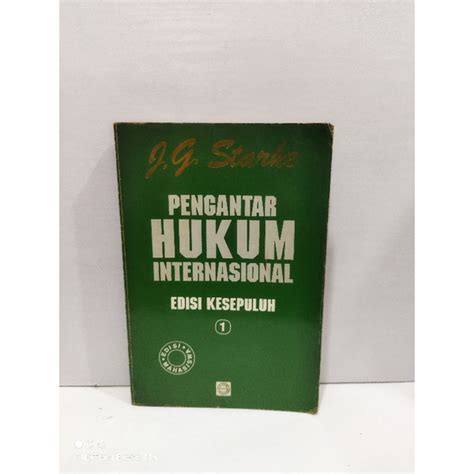 J.G. Starke
PENGANTAR
HUKUM
INTERNASIONAL
EDISI KESEPULUH
1
EDISI
MAHASISWA